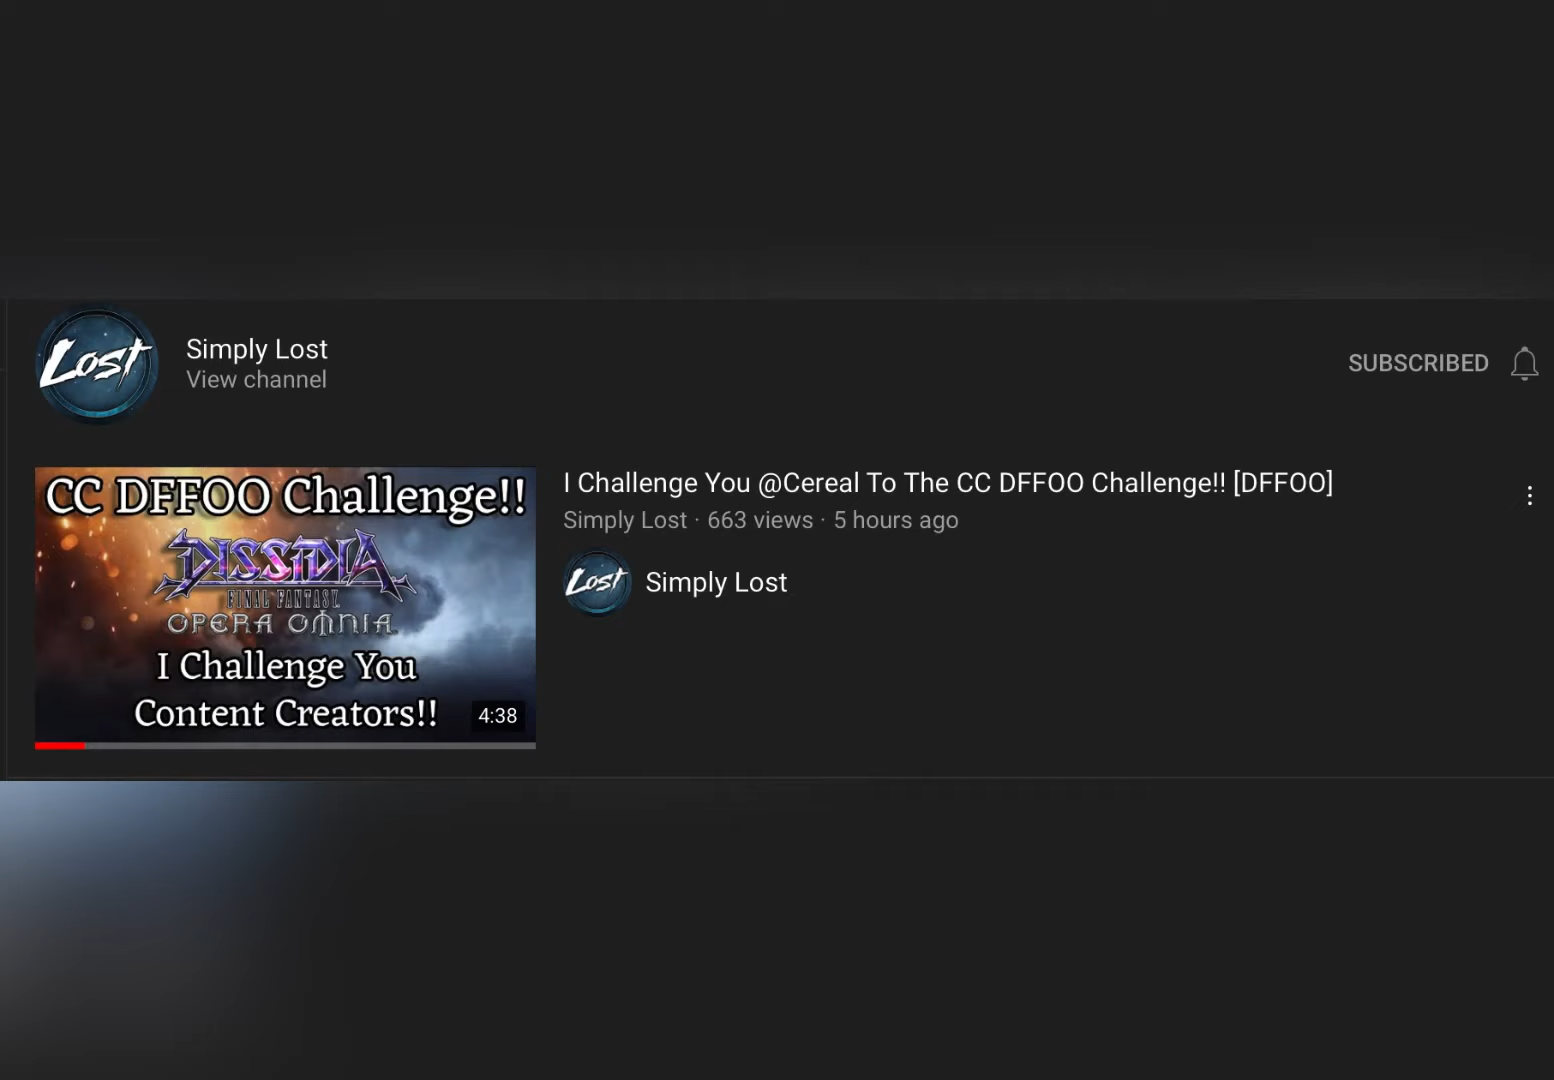 Lost
Simply Lost
View channel
SUBSCRIBED
CC DFFOO Challenge!!
DISSIDIA
FINAL FANTASY
OPERA OMNIA
I Challenge You
Content Creators!!
4:38
I Challenge You @Cereal To The CC DFFOO Challenge!! [DFFOO]
Simply Lost · 663 views · 5 hours ago
Lost
Simply Lost